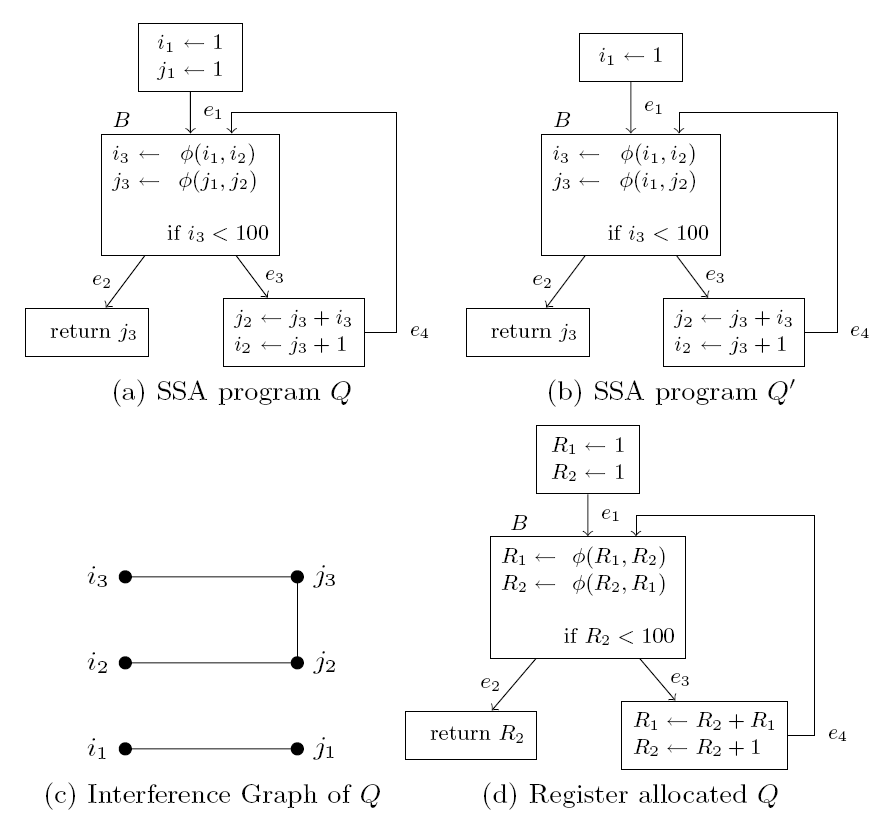 i₁ ← 1
j₁ ← 1
e₁
B
i₃ ← ϕ(i₁, i₂)
j₃ ← ϕ(j₁, j₂)
if i₃ < 100
e₂
e₃
return j₃
j₂ ← j₃ + i₃
i₂ ← j₃ + 1
e₄
(a) SSA program Q
i₁ ← 1
e₁
B
i₃ ← ϕ(i₁, i₂)
j₃ ← ϕ(i₁, j₂)
if i₃ < 100
e₂
e₃
return j₃
j₂ ← j₃ + i₃
i₂ ← j₃ + 1
e₄
(b) SSA program Q′
i₃
j₃
i₂
j₂
i₁
j₁
(c) Interference Graph of Q
R₁ ← 1
R₂ ← 1
e₁
B
R₁ ← ϕ(R₁, R₂)
R₂ ← ϕ(R₂, R₁)
if R₂ < 100
e₂
e₃
return R₂
R₁ ← R₂ + R₁
R₂ ← R₂ + 1
e₄
(d) Register allocated Q